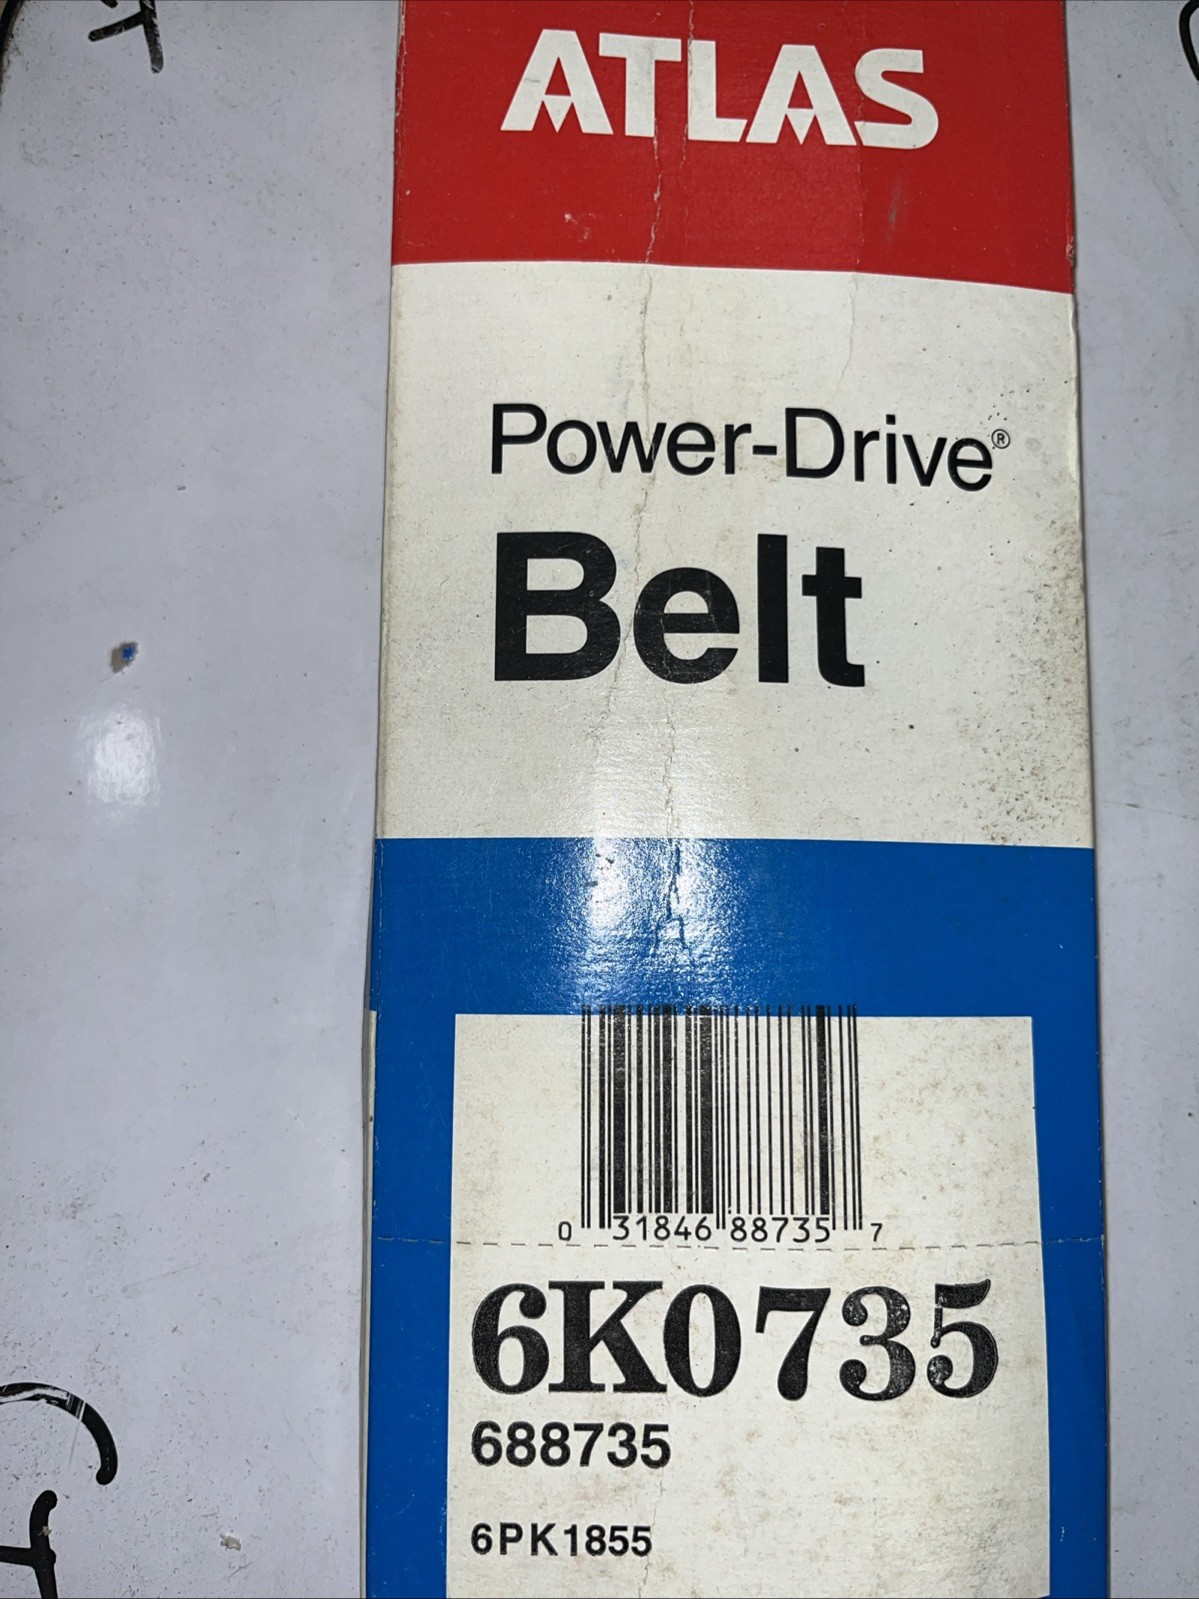 ATLAS
Power-Drive®
Belt
0 31846 88735 7
6K0735
688735
6PK1855